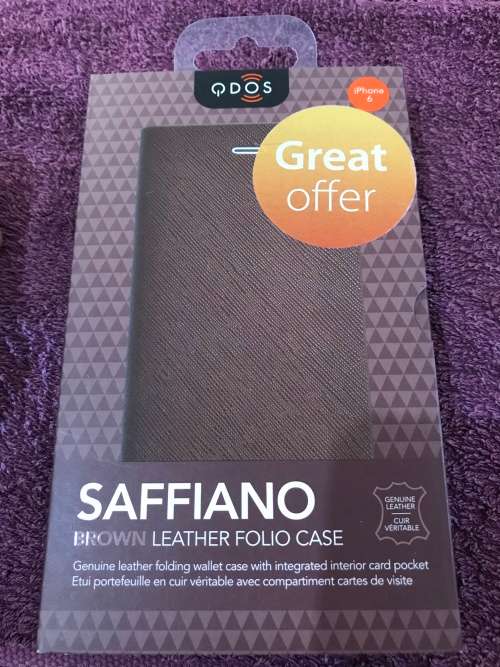 QDOS
iPhone
6
Great
offer
SAFFIANO
BROWN LEATHER FOLIO CASE
GENUINE
LEATHER
CUIR
VÉRITABLE
Genuine leather folding wallet case with integrated interior card pocket
Etui portefeuille en cuir véritable avec compartiment cartes de visite